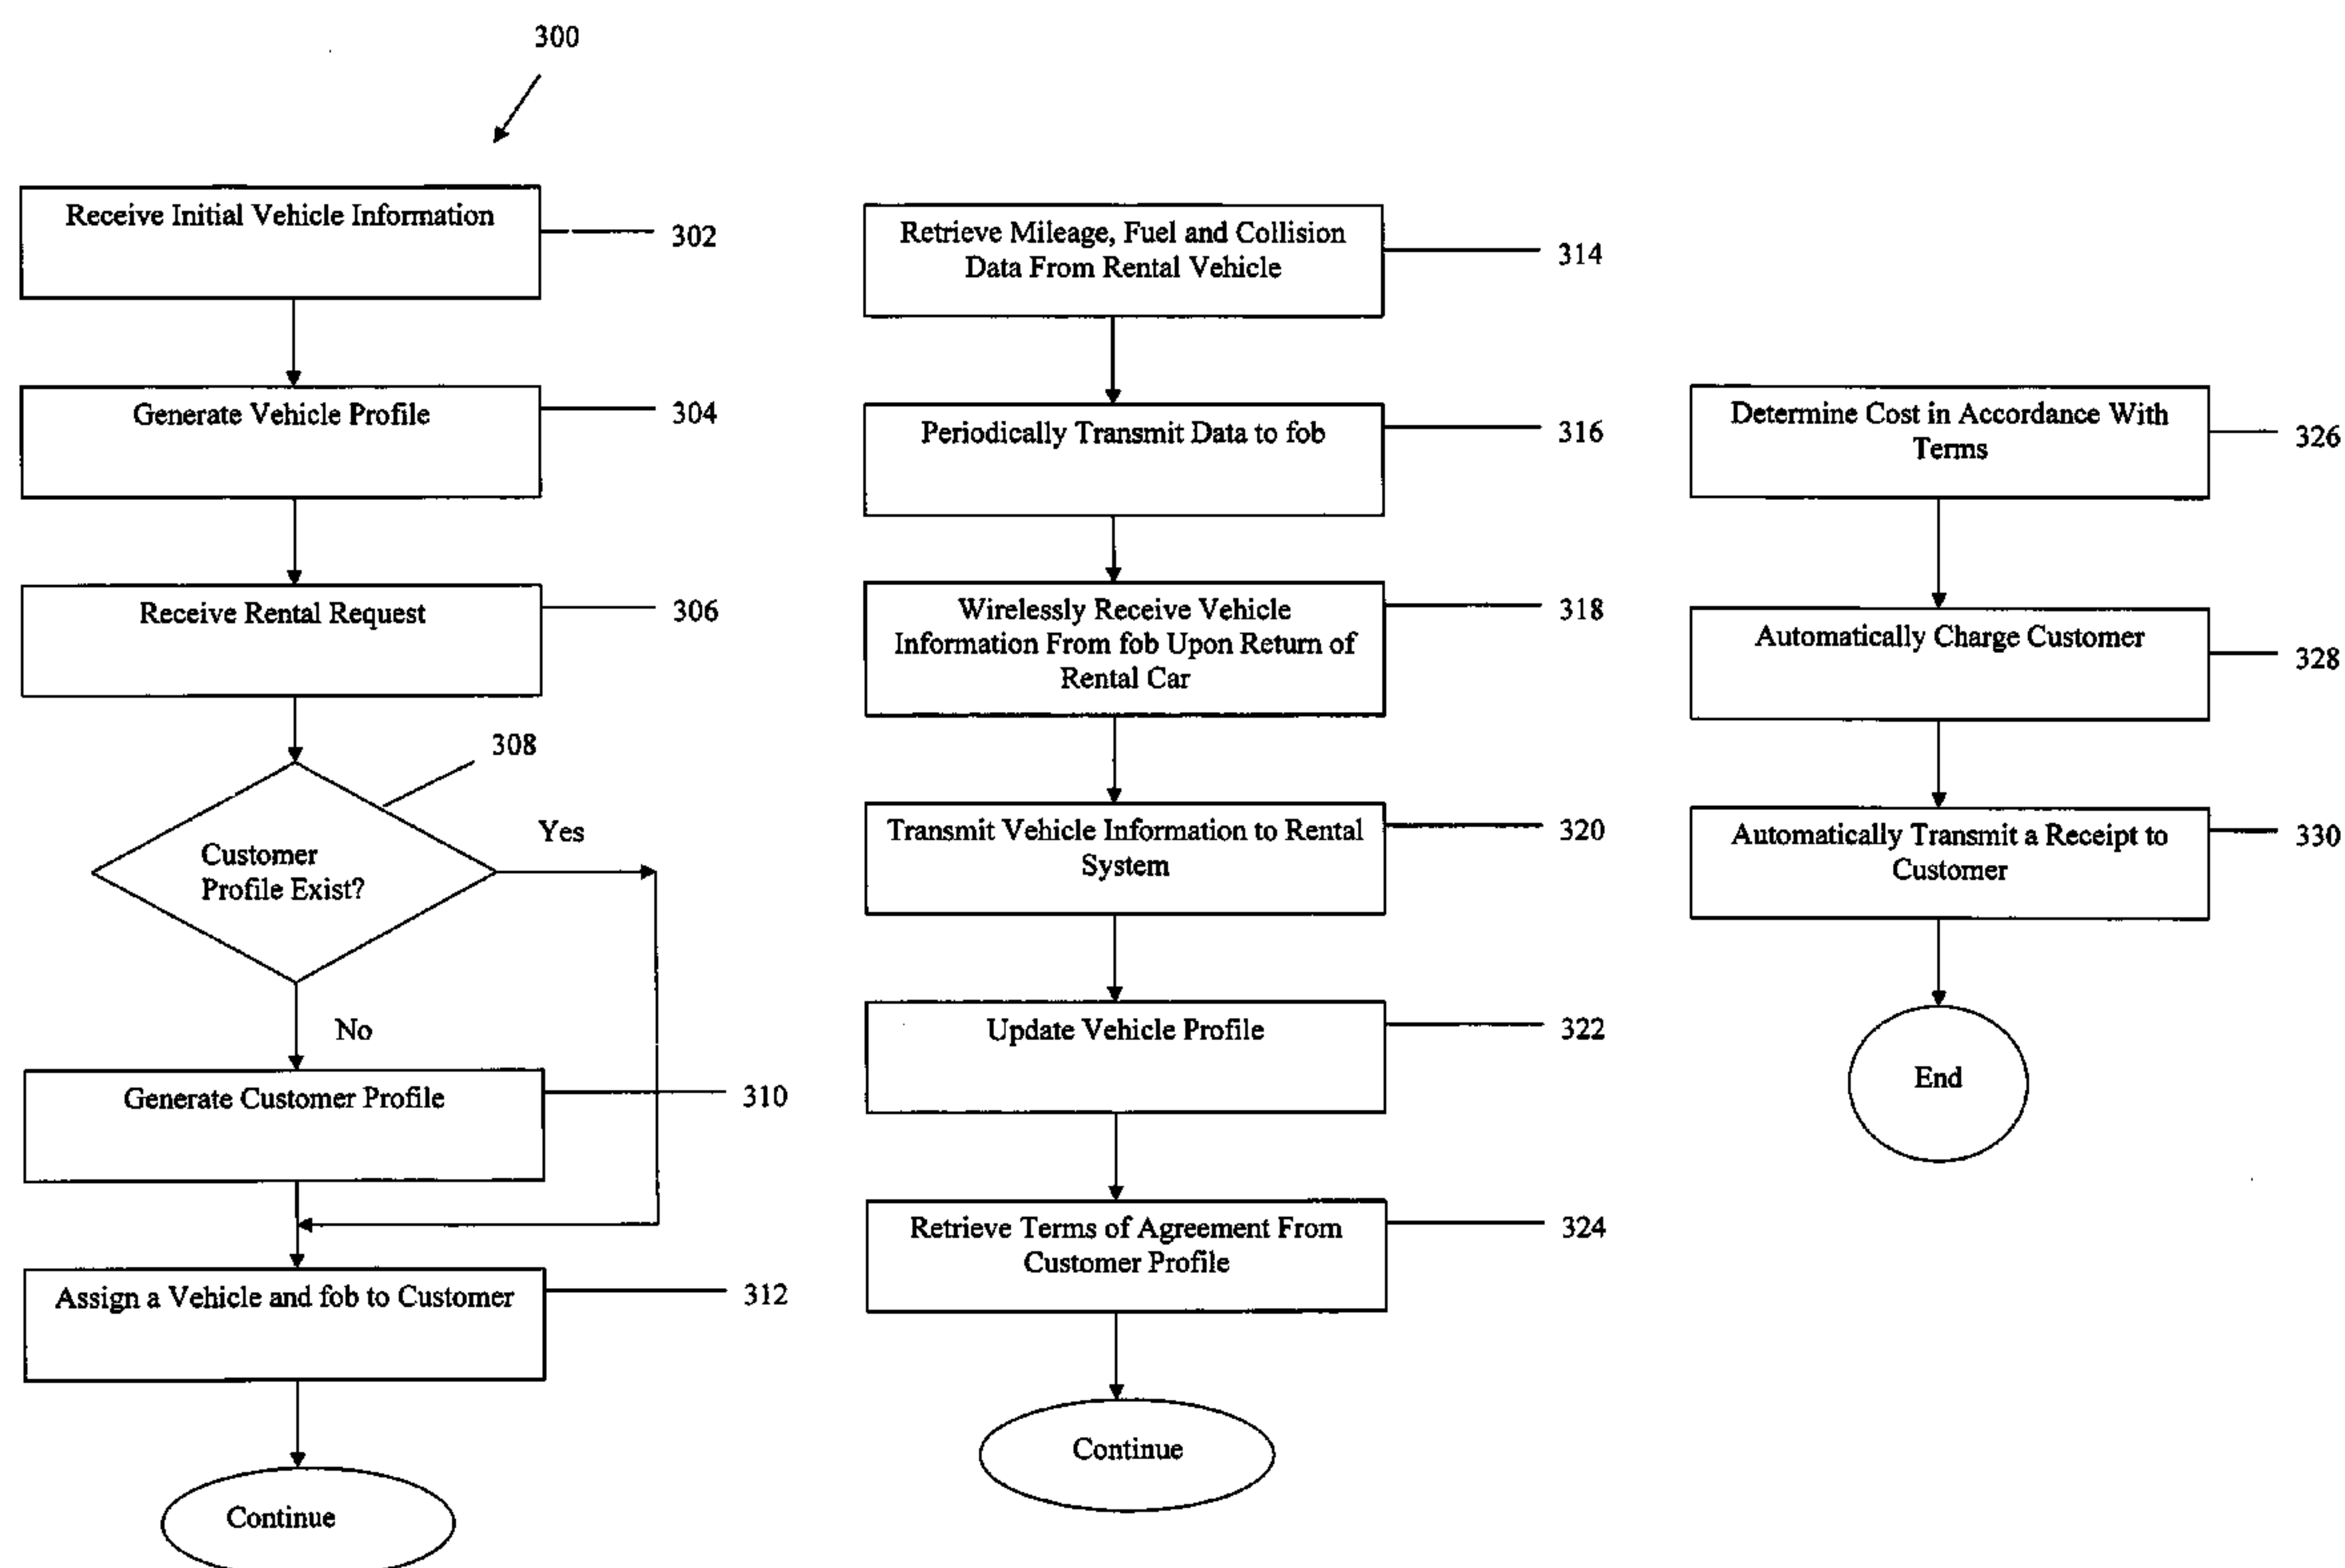 300
Receive Initial Vehicle Information
302
Generate Vehicle Profile
304
Receive Rental Request
306
308
Customer
Profile Exist?
Yes
No
Generate Customer Profile
310
Assign a Vehicle and fob to Customer
312
Continue
Retrieve Mileage, Fuel and Collision
Data From Rental Vehicle
314
Periodically Transmit Data to fob
316
Wirelessly Receive Vehicle
Information From fob Upon Return of
Rental Car
318
Transmit Vehicle Information to Rental
System
320
Update Vehicle Profile
322
Retrieve Terms of Agreement From
Customer Profile
324
Continue
Determine Cost in Accordance With
Terms
326
Automatically Charge Customer
328
Automatically Transmit a Receipt to
Customer
330
End